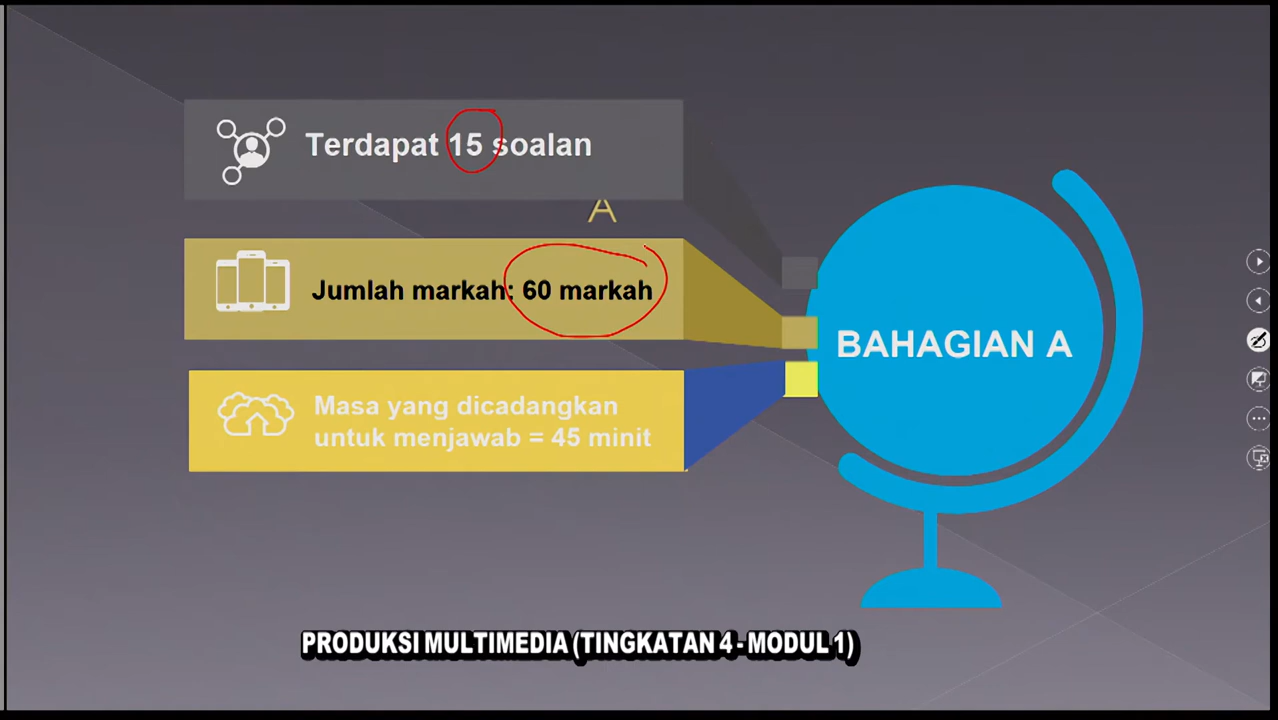 Terdapat 15 soalan
A
Jumlah markah: 60 markah
Masa yang dicadangkan
untuk menjawab = 45 minit
BAHAGIAN A
PRODUKSI MULTIMEDIA (TINGKATAN 4 - MODUL 1)